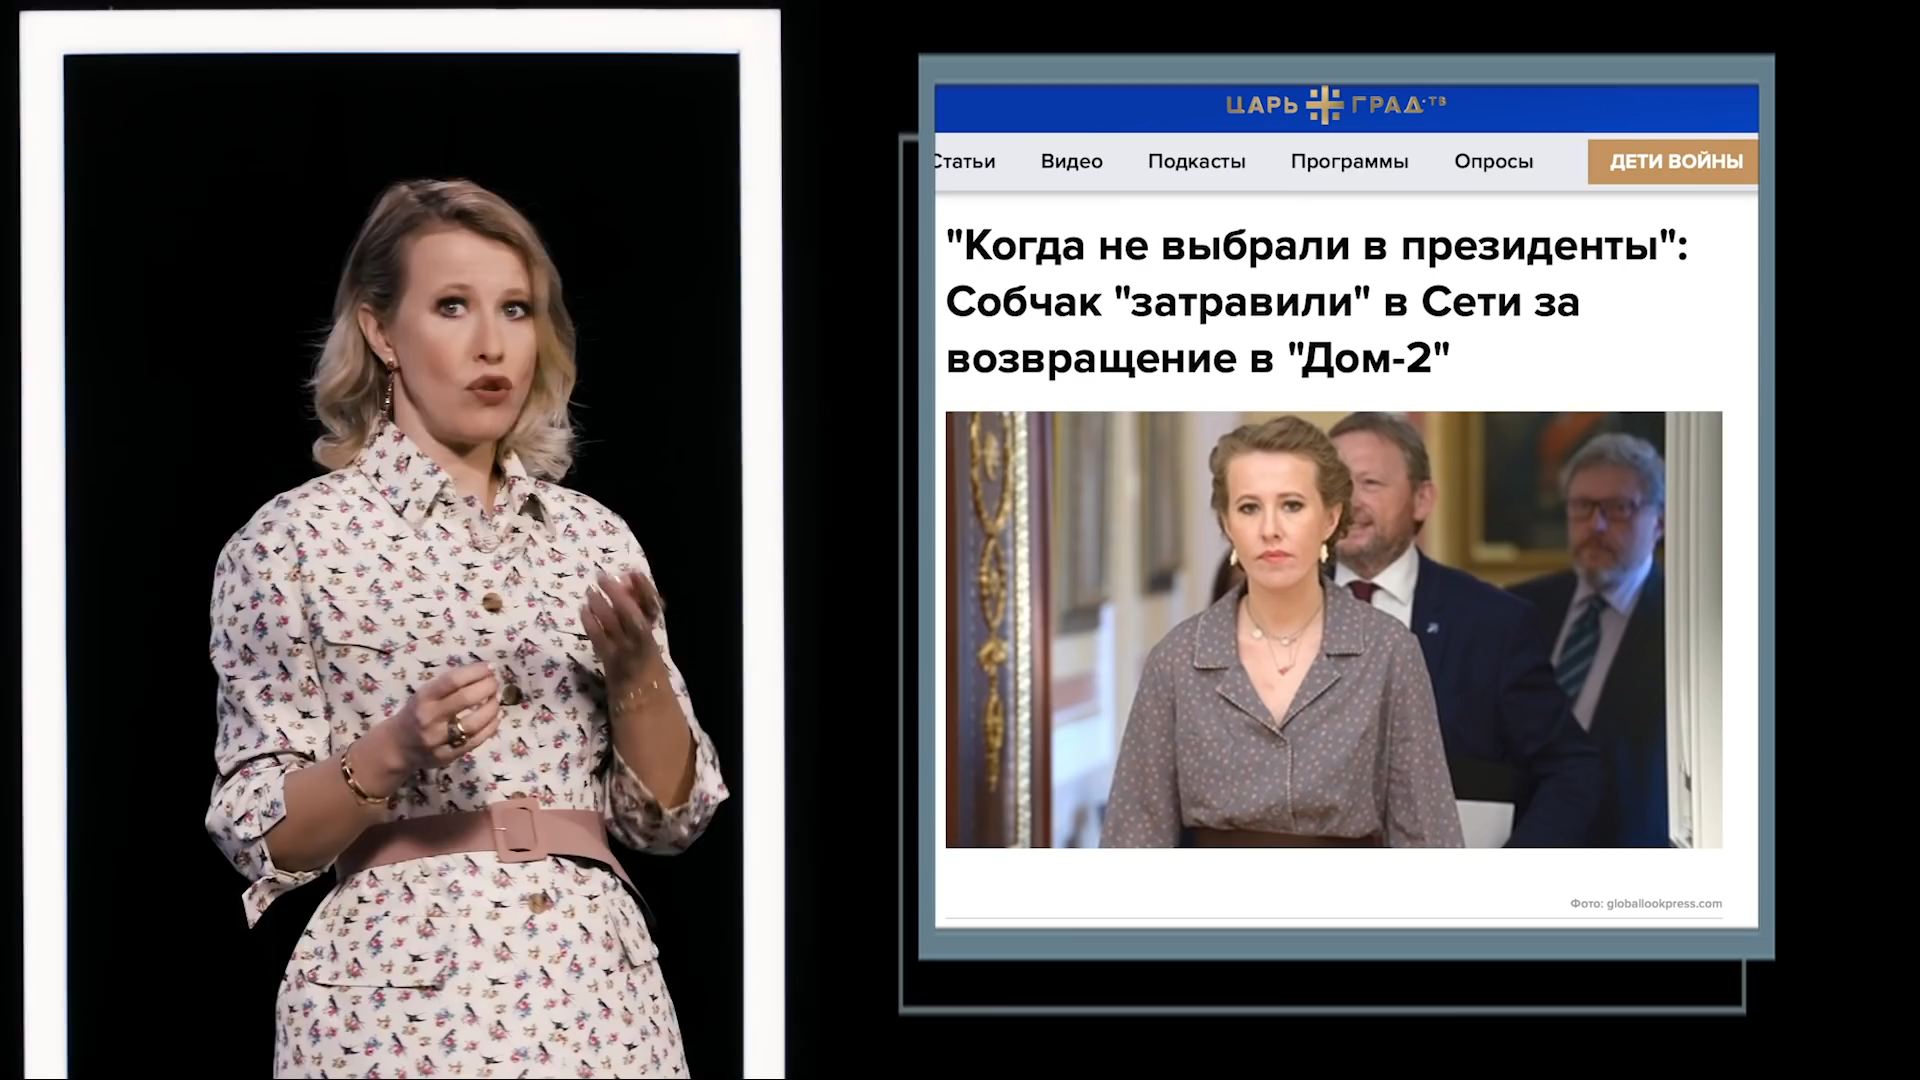 ЦАРЬ ГРАД·ТВ
Статьи Видео Подкасты Программы Опросы ДЕТИ ВОЙНЫ
"Когда не выбрали в президенты":
Собчак "затравили" в Сети за
возвращение в "Дом-2"
Фото: globallookpress.com